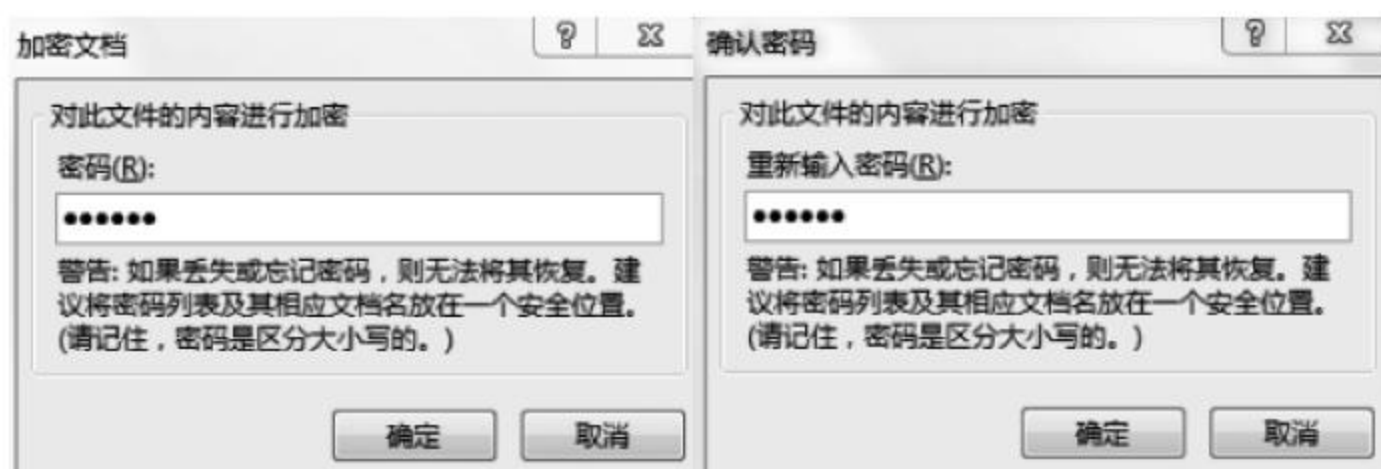 加密文档
对此文件的内容进行加密
密码(R):
••••••
警告: 如果丢失或忘记密码，则无法将其恢复。建
议将密码列表及其相应文档名放在一个安全位置。
(请记住，密码是区分大小写的。)
确定 取消
确认密码
对此文件的内容进行加密
重新输入密码(R):
••••••
警告: 如果丢失或忘记密码，则无法将其恢复。建
议将密码列表及其相应文档名放在一个安全位置。
(请记住，密码是区分大小写的。)
确定 取消